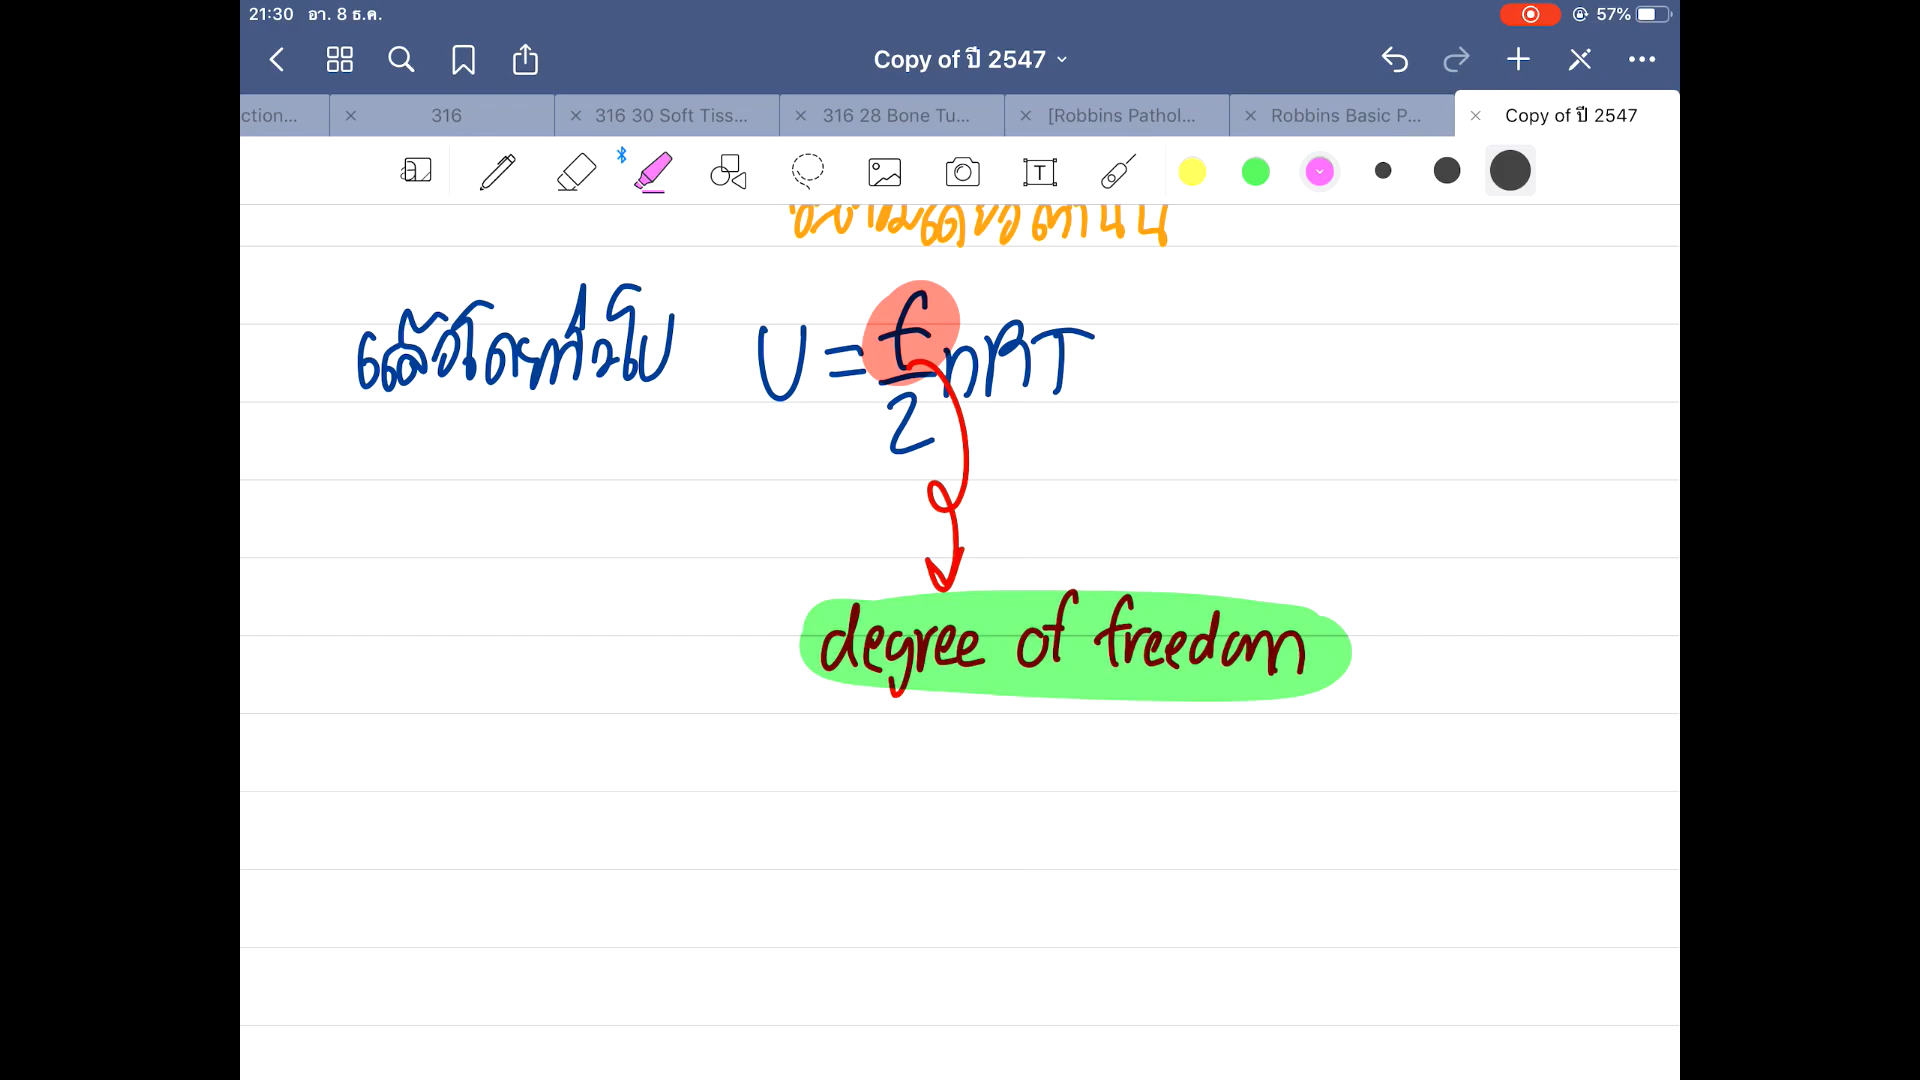 21:30 อา. 8 ธ.ค.
57%
Copy of ปี 2547
ction... 316 316 30 Soft Tiss... 316 28 Bone Tu... [Robbins Pathol... Robbins Basic P... Copy of ปี 2547
แล้วโดยทั่วไป U = f/2 nRT
degree of freedom